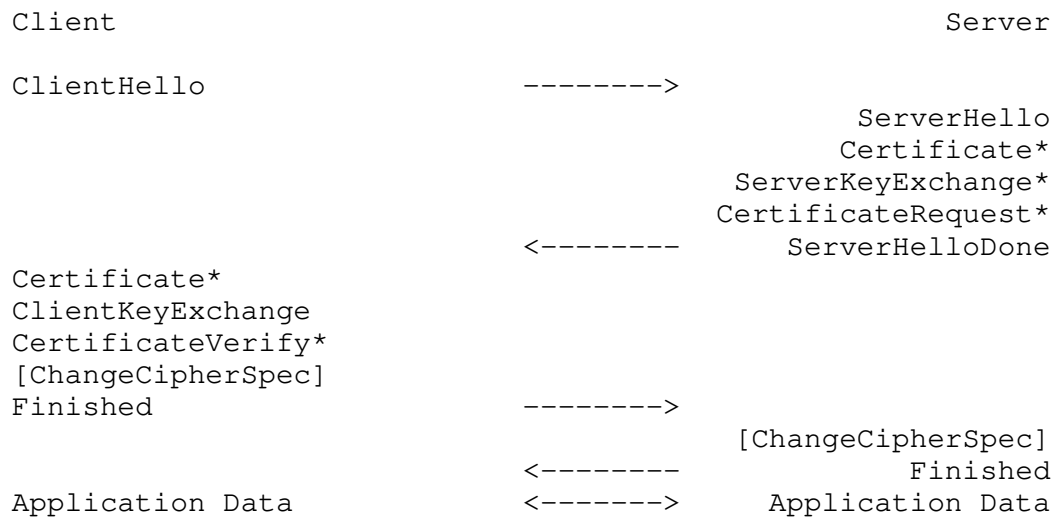 Client                                               Server

ClientHello                  -------->
                                                ServerHello
                                               Certificate*
                                         ServerKeyExchange*
                                        CertificateRequest*
                             <--------      ServerHelloDone
Certificate*
ClientKeyExchange
CertificateVerify*
[ChangeCipherSpec]
Finished                     -------->
                                         [ChangeCipherSpec]
                             <--------             Finished
Application Data             <------->     Application Data